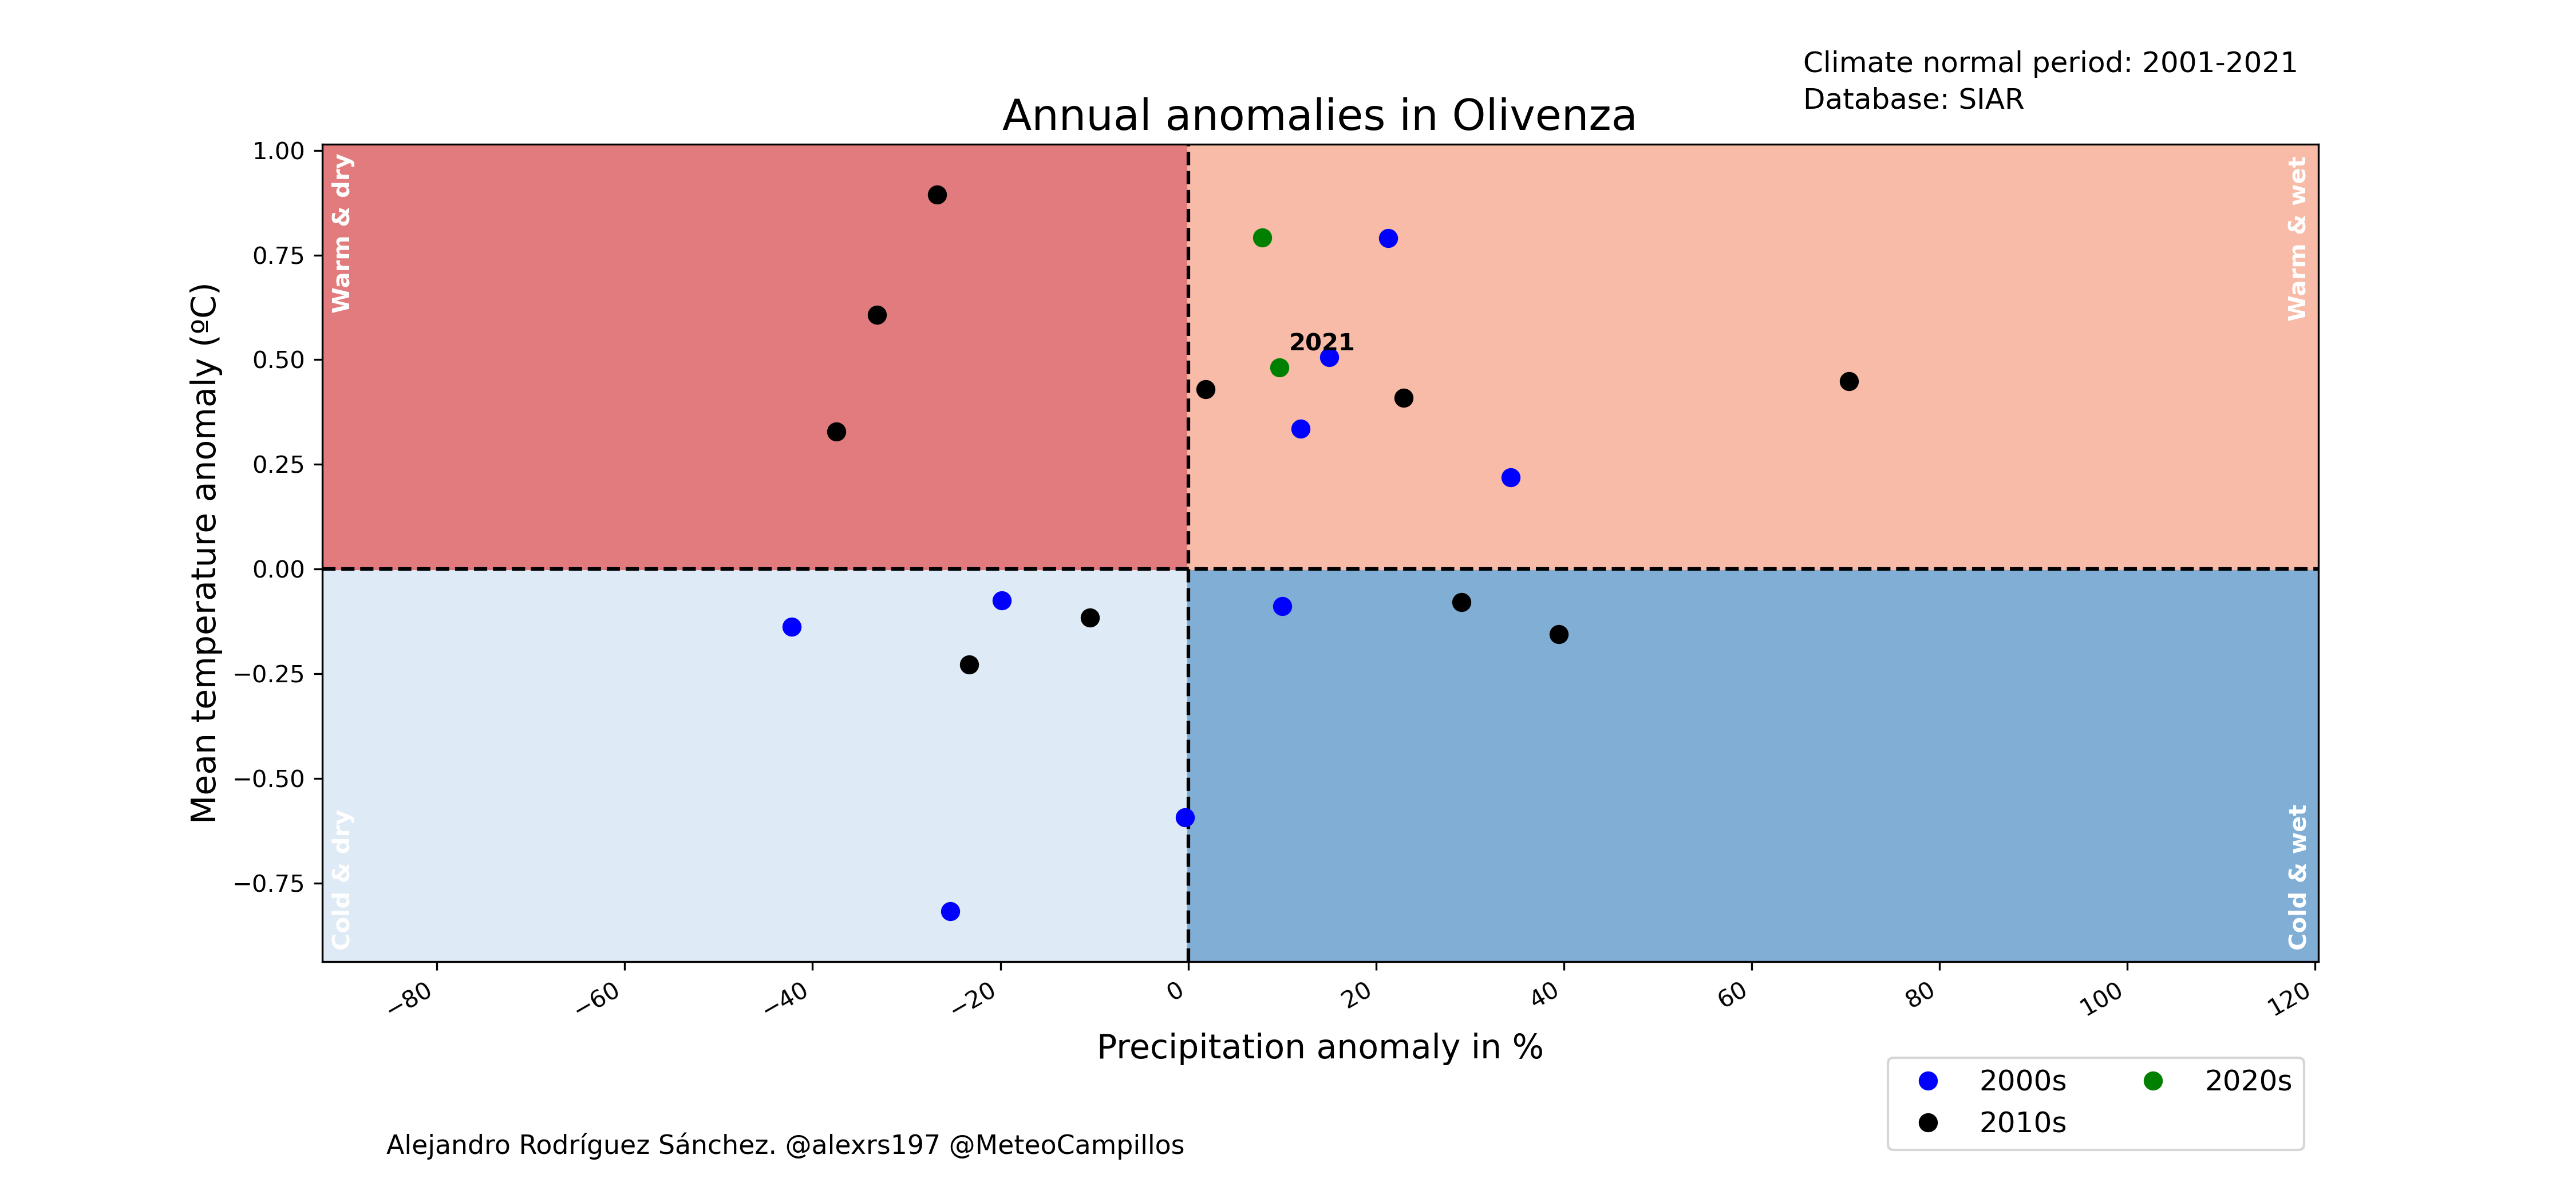 Climate normal period: 2001-2021
Database: SIAR
Annual anomalies in Olivenza
Mean temperature anomaly (ºC)
1.00
0.75
0.50
0.25
0.00
−0.25
−0.50
−0.75
Warm & dry
Warm & wet
2021
Cold & dry
Cold & wet
−80
−60
−40
−20
0
20
40
60
80
100
120
Precipitation anomaly in %
2000s
2010s
2020s
Alejandro Rodríguez Sánchez. @alexrs197 @MeteoCampillos